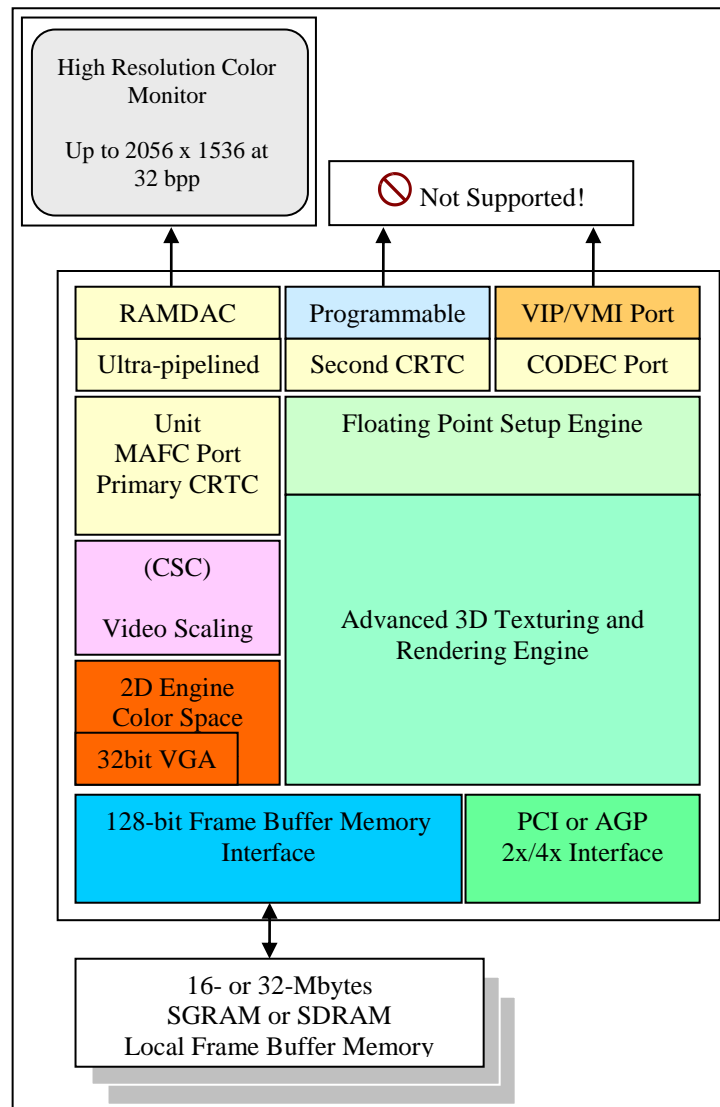 High Resolution Color
Monitor
Up to 2056 x 1536 at
32 bpp
Not Supported!
RAMDAC
Programmable
VIP/VMI Port
Ultra-pipelined
Second CRTC
CODEC Port
Unit
MAFC Port
Primary CRTC
Floating Point Setup Engine
(CSC)
Video Scaling
Advanced 3D Texturing and
Rendering Engine
2D Engine
Color Space
32bit VGA
128-bit Frame Buffer Memory
Interface
PCI or AGP
2x/4x Interface
16- or 32-Mbytes
SGRAM or SDRAM
Local Frame Buffer Memory